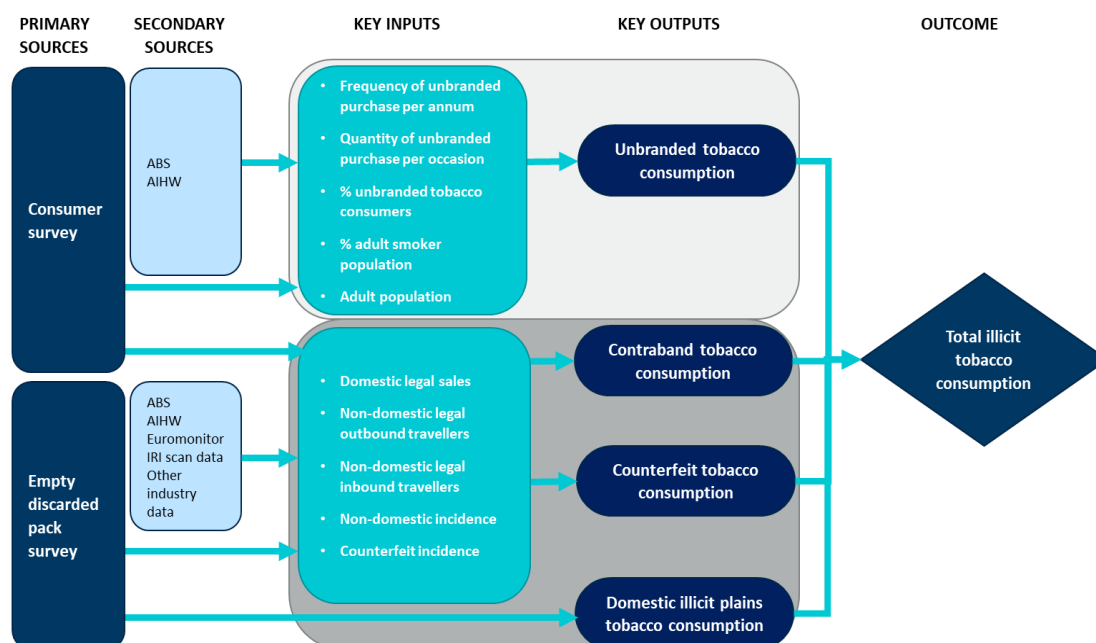 PRIMARY
SOURCES
SECONDARY
SOURCES
KEY INPUTS
KEY OUTPUTS
OUTCOME
Consumer
survey
ABS
AIHW
• Frequency of unbranded
purchase per annum
• Quantity of unbranded
purchase per occasion
• % unbranded tobacco
consumers
• % adult smoker
population
• Adult population
Unbranded tobacco
consumption
Empty
discarded
pack
survey
ABS
AIHW
Euromonitor
IRI scan data
Other
industry
data
• Domestic legal sales
• Non-domestic legal
outbound travellers
• Non-domestic legal
inbound travellers
• Non-domestic incidence
• Counterfeit incidence
Contraband tobacco
consumption
Counterfeit tobacco
consumption
Domestic illicit plains
tobacco consumption
Total illicit
tobacco
consumption